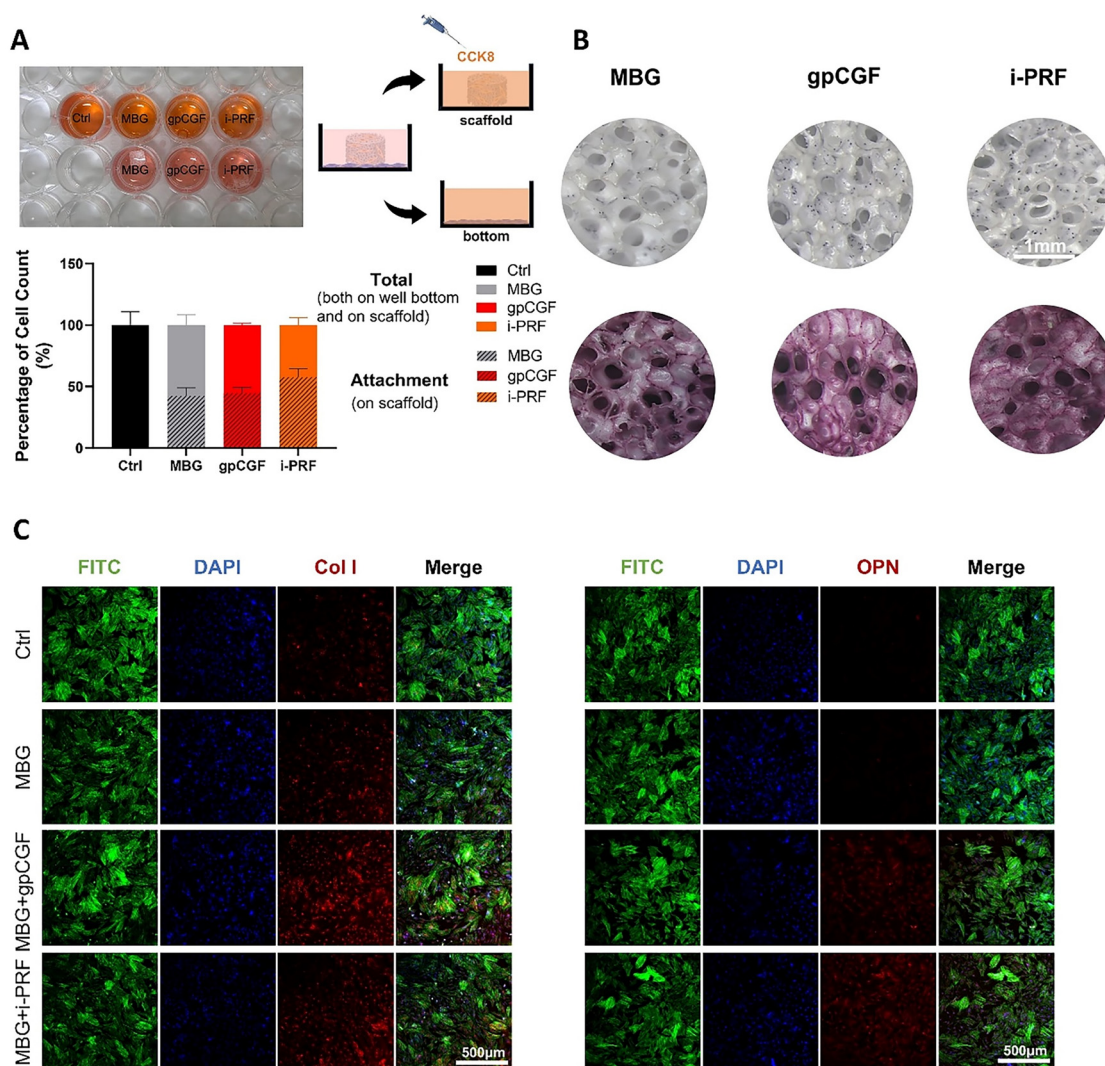 A
Ctrl MBG gpCGF i-PRF
MBG gpCGF i-PRF
CCK8
scaffold
bottom
Percentage of Cell Count
(%)
150
100
50
0
Ctrl MBG gpCGF i-PRF
Total
(both on well bottom
and on scaffold)
Ctrl
MBG
gpCGF
i-PRF
Attachment
(on scaffold)
MBG
gpCGF
i-PRF
B
MBG gpCGF i-PRF
1mm
C
FITC DAPI Col I Merge
Ctrl
MBG
MBG+gpCGF
MBG+i-PRF
500μm
FITC DAPI OPN Merge
500μm